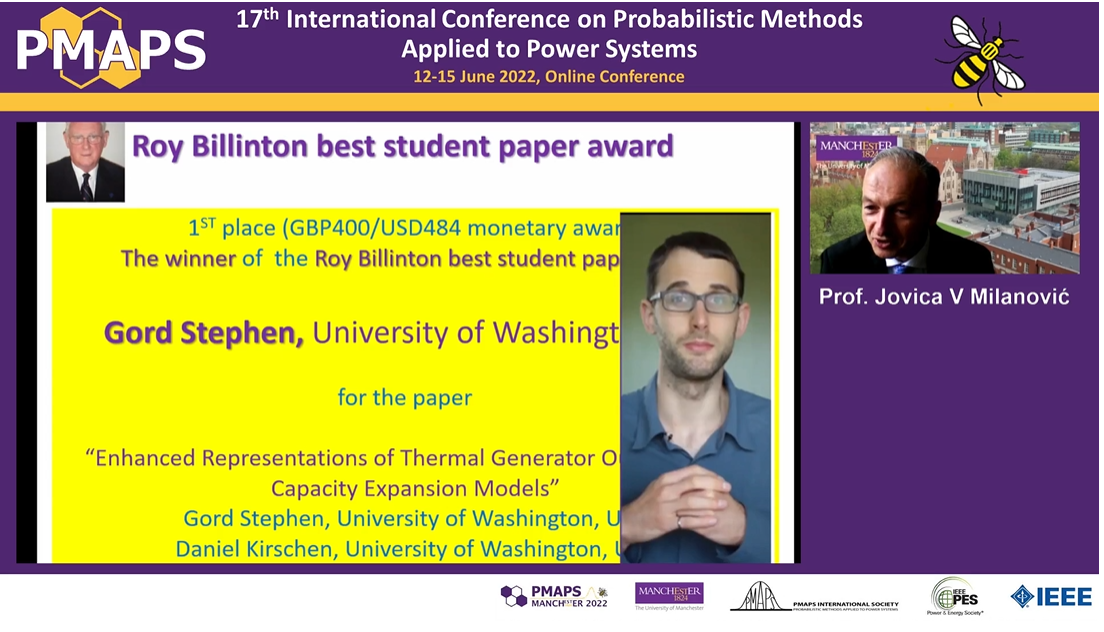 PMAPS
17th International Conference on Probabilistic Methods
Applied to Power Systems
12-15 June 2022, Online Conference
Roy Billinton best student paper award
1ST place (GBP400/USD484 monetary awar
The winner of the Roy Billinton best student pap
Gord Stephen, University of Washingt
for the paper
“Enhanced Representations of Thermal Generator Ou
Capacity Expansion Models”
Gord Stephen, University of Washington, U
Daniel Kirschen, University of Washington, U
MANCHESTER
1824
Prof. Jovica V Milanović
PMAPS
MANCHESTER 2022
MANCHESTER
1824
The University of Manchester
PMAPS
PMAPS INTERNATIONAL SOCIETY
PROBABILISTIC METHODS APPLIED TO POWER SYSTEMS
IEEE
PES
Power & Energy Society®
IEEE